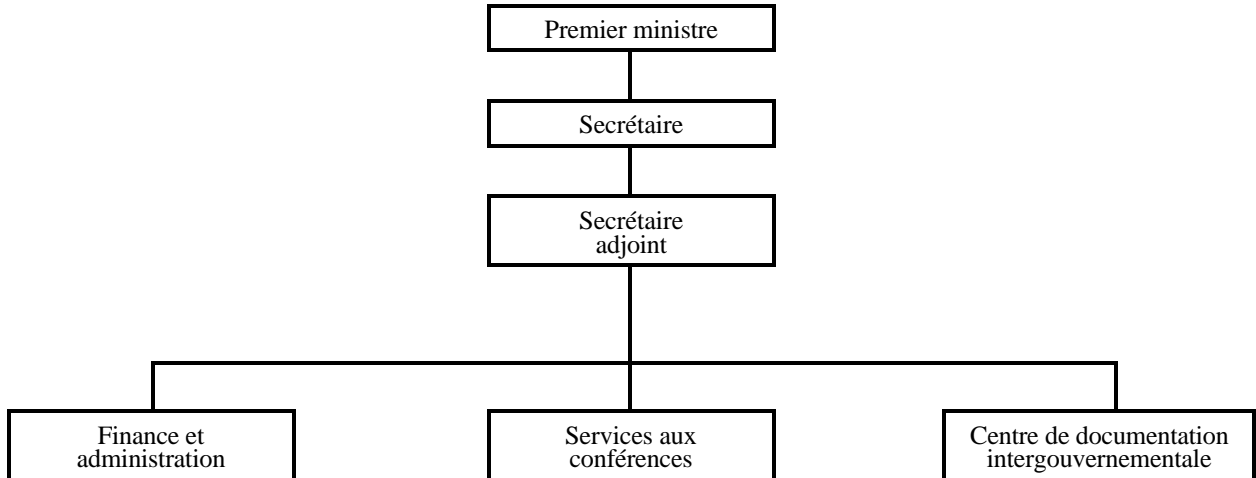 Premier ministre
Secrétaire
Secrétaire
adjoint
Finance et
administration
Services aux
conférences
Centre de documentation
intergouvernementale